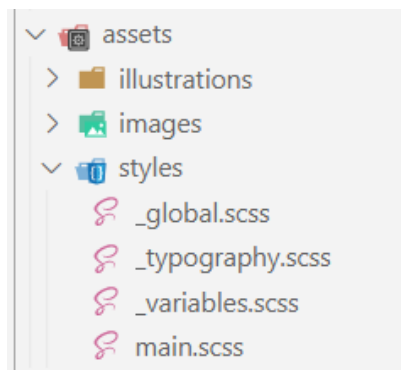 assets
illustrations
images
styles
_global.scss
_typography.scss
_variables.scss
main.scss